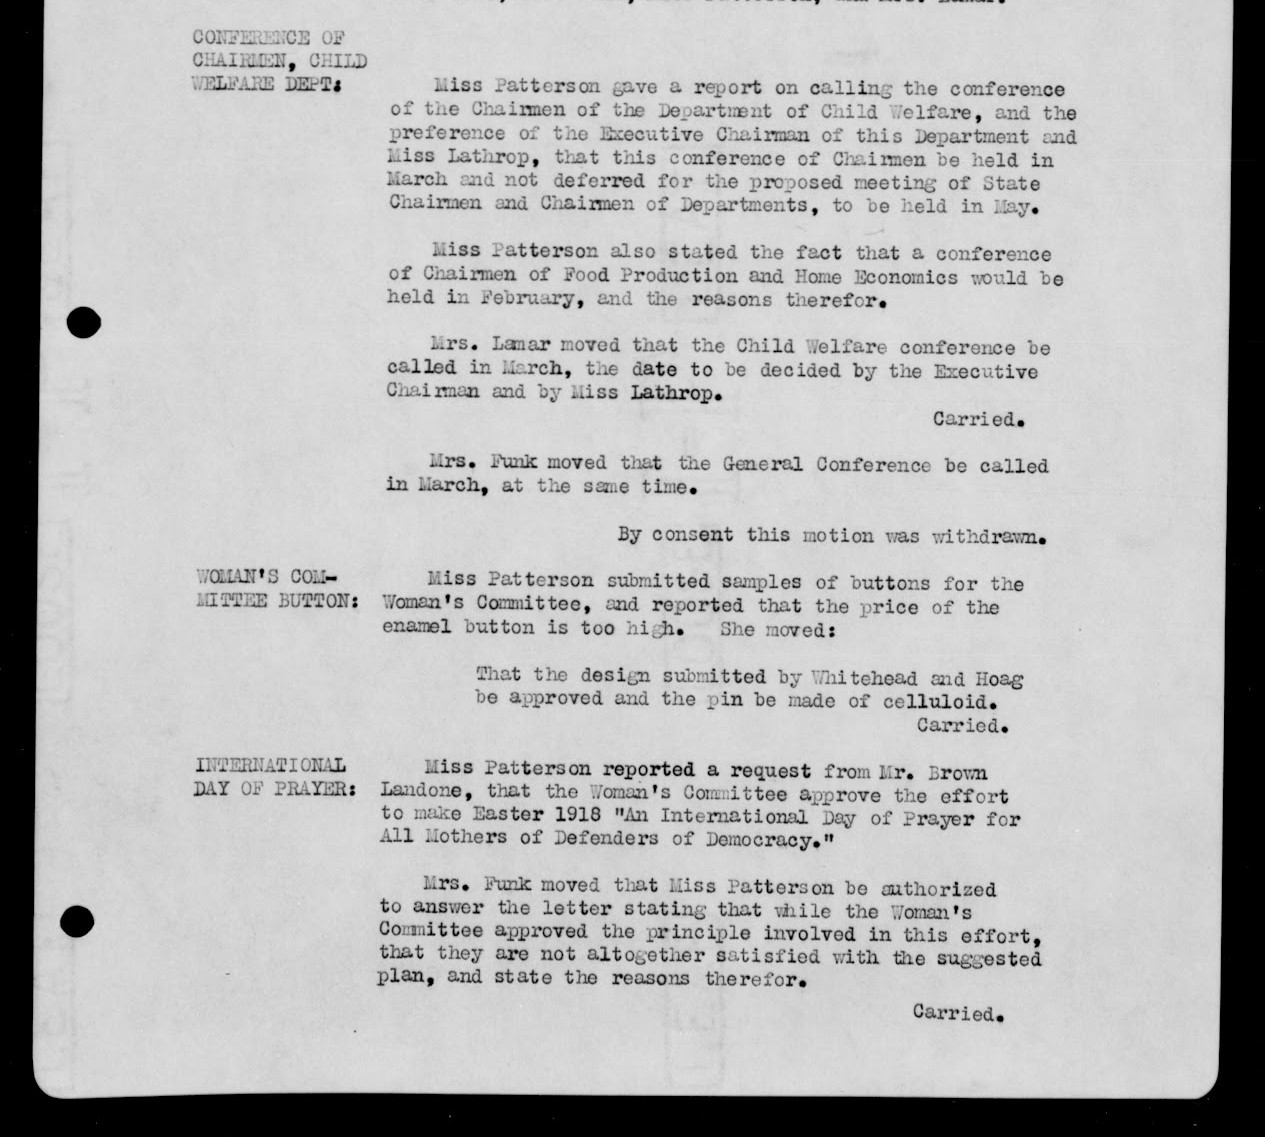 CONFERENCE OF
CHAIRMEN, CHILD
WELFARE DEPT:
Miss Patterson gave a report on calling the conference
of the Chairmen of the Department of Child Welfare, and the
preference of the Executive Chairman of this Department and
Miss Lathrop, that this conference of Chairmen be held in
March and not deferred for the proposed meeting of State
Chairmen and Chairmen of Departments, to be held in May.
Miss Patterson also stated the fact that a conference
of Chairmen of Food Production and Home Economics would be
held in February, and the reasons therefor.
Mrs. Lamar moved that the Child Welfare conference be
called in March, the date to be decided by the Executive
Chairman and by Miss Lathrop.
Carried.
Mrs. Funk moved that the General Conference be called
in March, at the same time.
By consent this motion was withdrawn.
WOMAN'S COM-
MITTEE BUTTON:
Miss Patterson submitted samples of buttons for the
Woman's Committee, and reported that the price of the
enamel button is too high. She moved:
That the design submitted by Whitehead and Hoag
be approved and the pin be made of celluloid.
Carried.
INTERNATIONAL
DAY OF PRAYER:
Miss Patterson reported a request from Mr. Brown
Landone, that the Woman's Committee approve the effort
to make Easter 1918 "An International Day of Prayer for
All Mothers of Defenders of Democracy."
Mrs. Funk moved that Miss Patterson be authorized
to answer the letter stating that while the Woman's
Committee approved the principle involved in this effort,
that they are not altogether satisfied with the suggested
plan, and state the reasons therefor.
Carried.